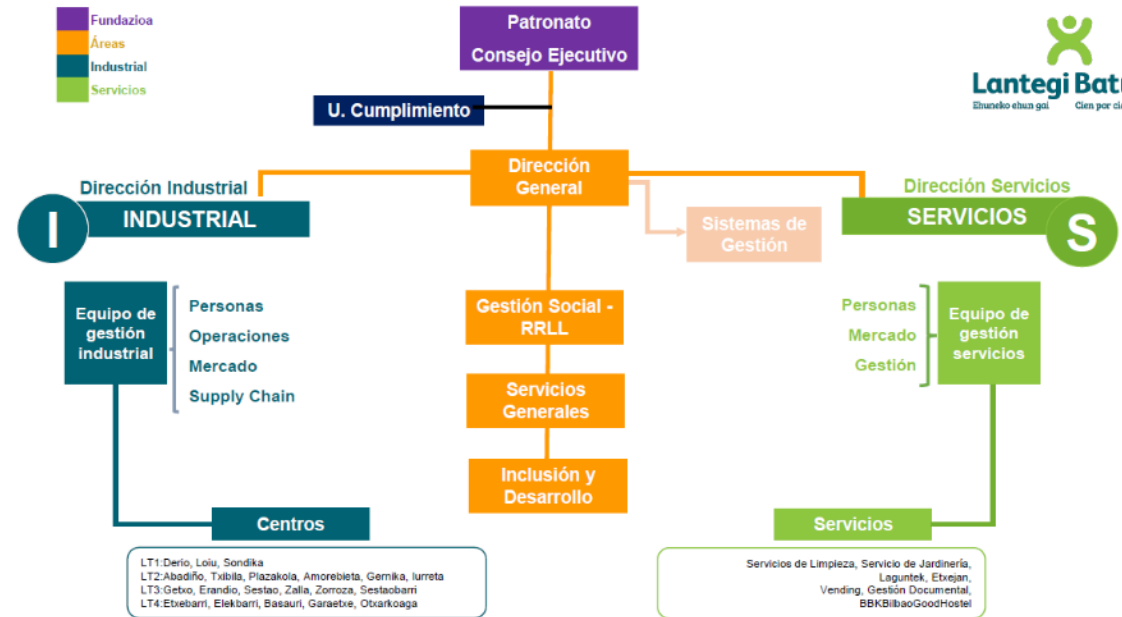 Fundazioa
Áreas
Industrial
Servicios
Patronato
Consejo Ejecutivo
Lantegi
Ehuneko ehun gai Cien por
U. Cumplimiento
Dirección
General
Dirección Industrial
INDUSTRIAL
I
Dirección Servicios
SERVICIOS
S
Sistemas de
Gestión
Equipo de
gestión
industrial
Personas
Operaciones
Mercado
Supply Chain
Gestión Social -
RRLL
Servicios
Generales
Inclusión y
Desarrollo
Personas
Mercado
Gestión
Equipo de
gestión
servicios
Centros
LT1:Derio, Loiu, Sondika
LT2:Abadiño, Txibila, Plazakola, Amorebieta, Gernika, Iurreta
LT3:Getxo, Erandio, Sestao, Zalla, Zorroza, Sestaobarri
LT4:Etxebarri, Elekbarri, Basauri, Garaetxe, Otxarkoaga
Servicios
Servicios de Limpieza, Servicio de Jardinería,
Laguntek, Etxejan,
Vending, Gestión Documental,
BBKBilbaoGoodHostel